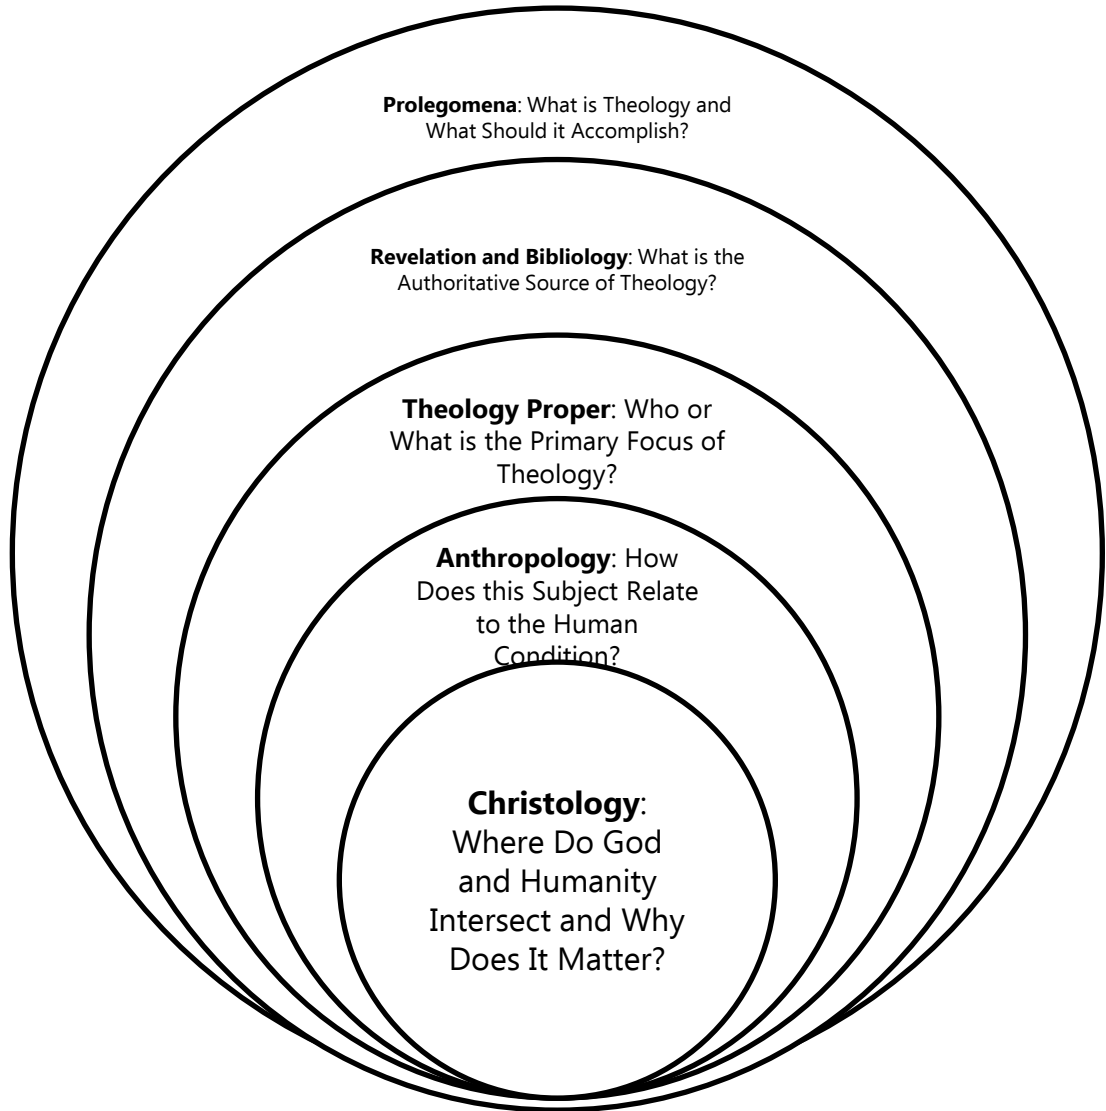 Prolegomena: What is Theology and
What Should it Accomplish?
Revelation and Bibliology: What is the
Authoritative Source of Theology?
Theology Proper: Who or
What is the Primary Focus of
Theology?
Anthropology: How
Does this Subject Relate
to the Human
Condition?
Christology:
Where Do God
and Humanity
Intersect and Why
Does It Matter?